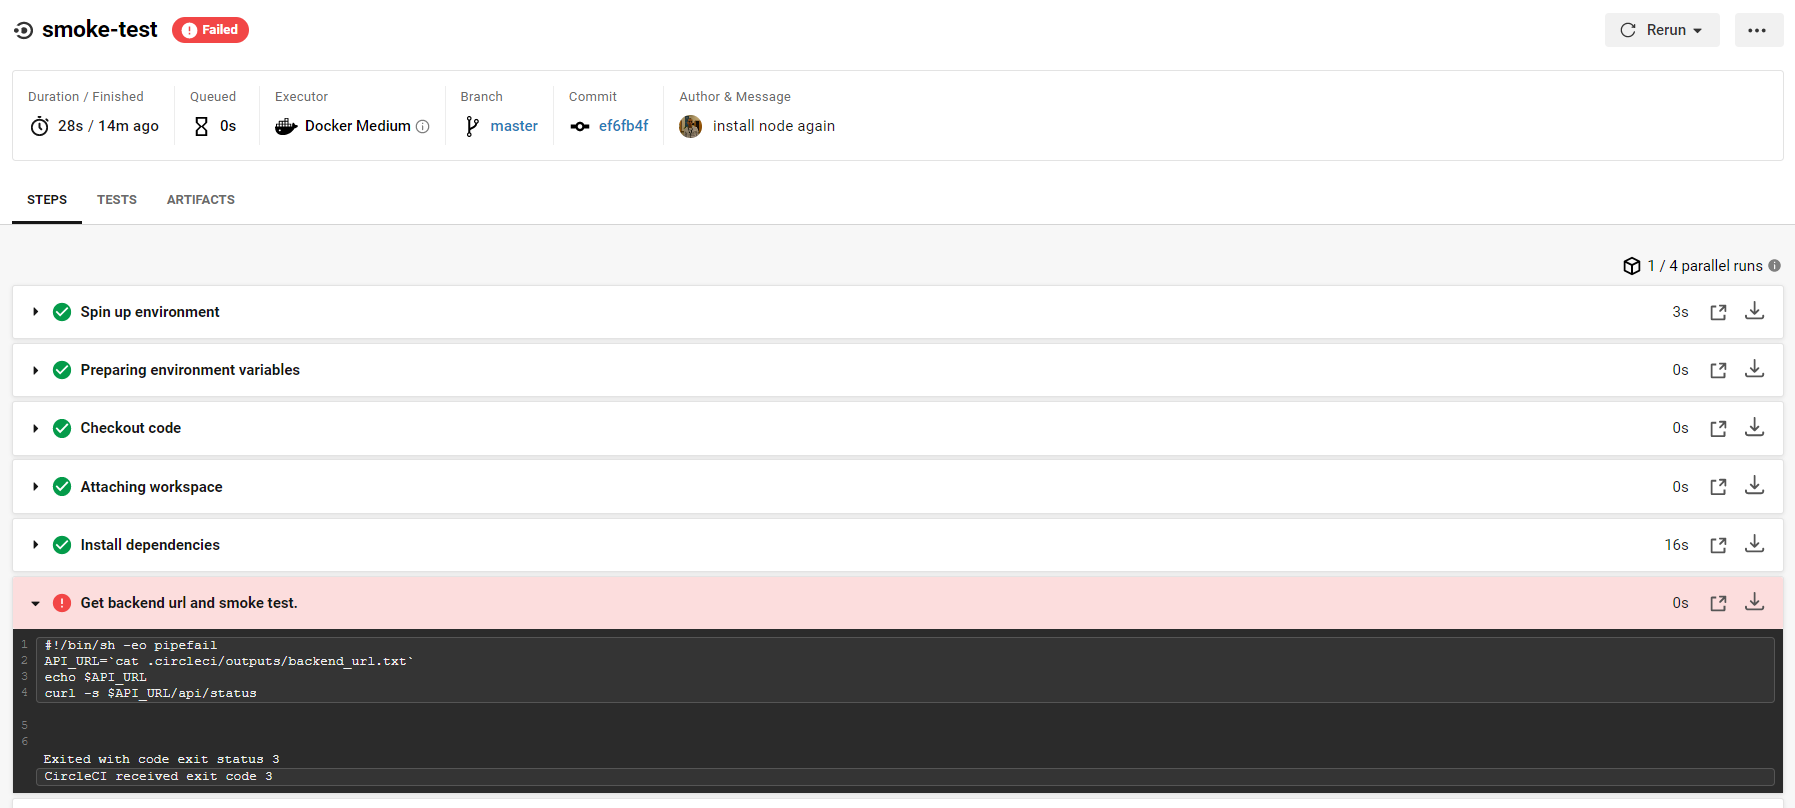 smoke-test Failed Rerun
Duration / Finished Queued Executor Branch Commit Author & Message
28s / 14m ago 0s Docker Medium master ef6fb4f install node again
STEPS TESTS ARTIFACTS
1 / 4 parallel runs
Spin up environment 3s
Preparing environment variables 0s
Checkout code 0s
Attaching workspace 0s
Install dependencies 16s
Get backend url and smoke test. 0s
1 #!/bin/sh -eo pipefail
2 API_URL=`cat .circleci/outputs/backend_url.txt`
3 echo $API_URL
4 curl -s $API_URL/api/status
5
6
Exited with code exit status 3
CircleCI received exit code 3